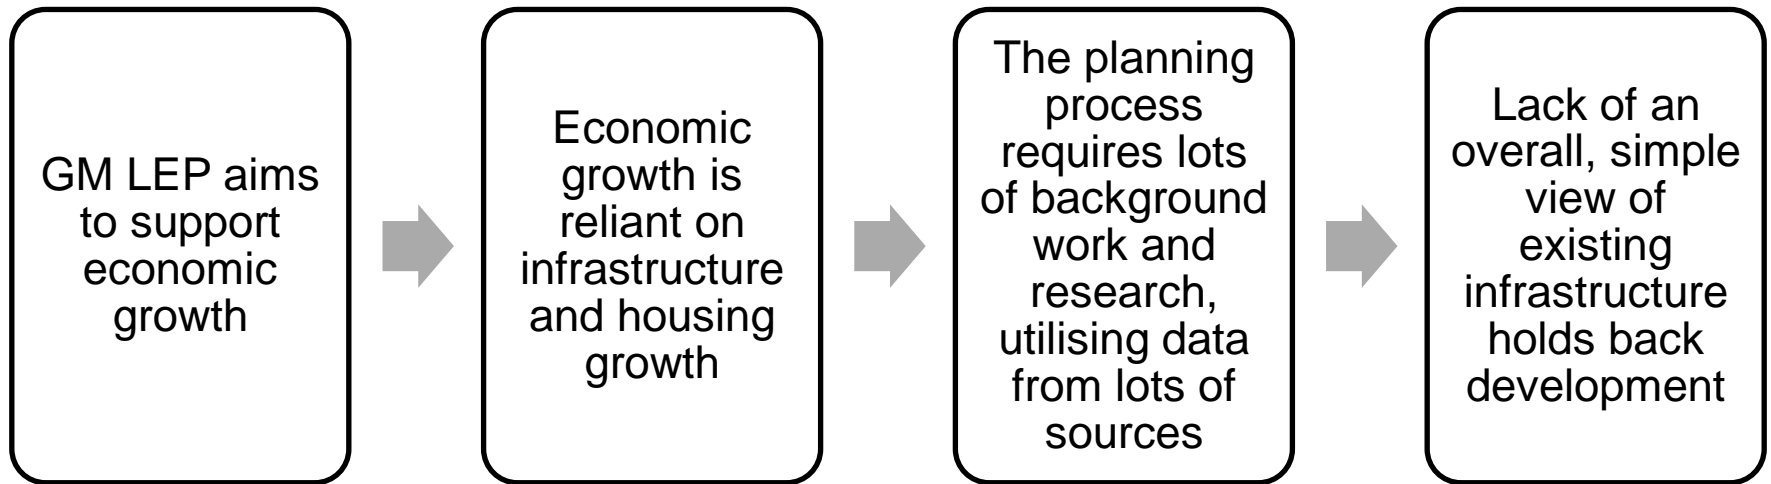 GM LEP aims
to support
economic
growth
Economic
growth is
reliant on
infrastructure
and housing
growth
The planning
process
requires lots
of background
work and
research,
utilising data
from lots of
sources
Lack of an
overall, simple
view of
existing
infrastructure
holds back
development